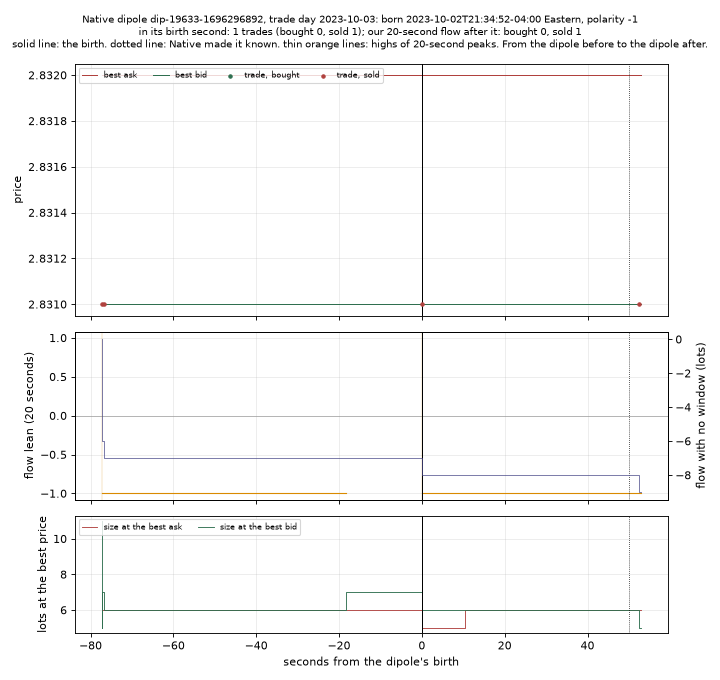 Native dipole dip-19633-1696296892, trade day 2023-10-03: born 2023-10-02T21:34:52-04:00 Eastern, polarity -1
in its birth second: 1 trades (bought 0, sold 1); our 20-second flow after it: bought 0, sold 1
solid line: the birth. dotted line: Native made it known. thin orange lines: highs of 20-second peaks. From the dipole before to the dipole after.
best ask
best bid
trade, bought
trade, sold
price
2.8320
2.8318
2.8316
2.8314
2.8312
2.8310
flow lean (20 seconds)
1.0
0.5
0.0
−0.5
−1.0
0
−2
−4
−6
−8
flow with no window (lots)
size at the best ask
size at the best bid
lots at the best price
10
8
6
−80
−60
−40
−20
0
20
40
seconds from the dipole's birth